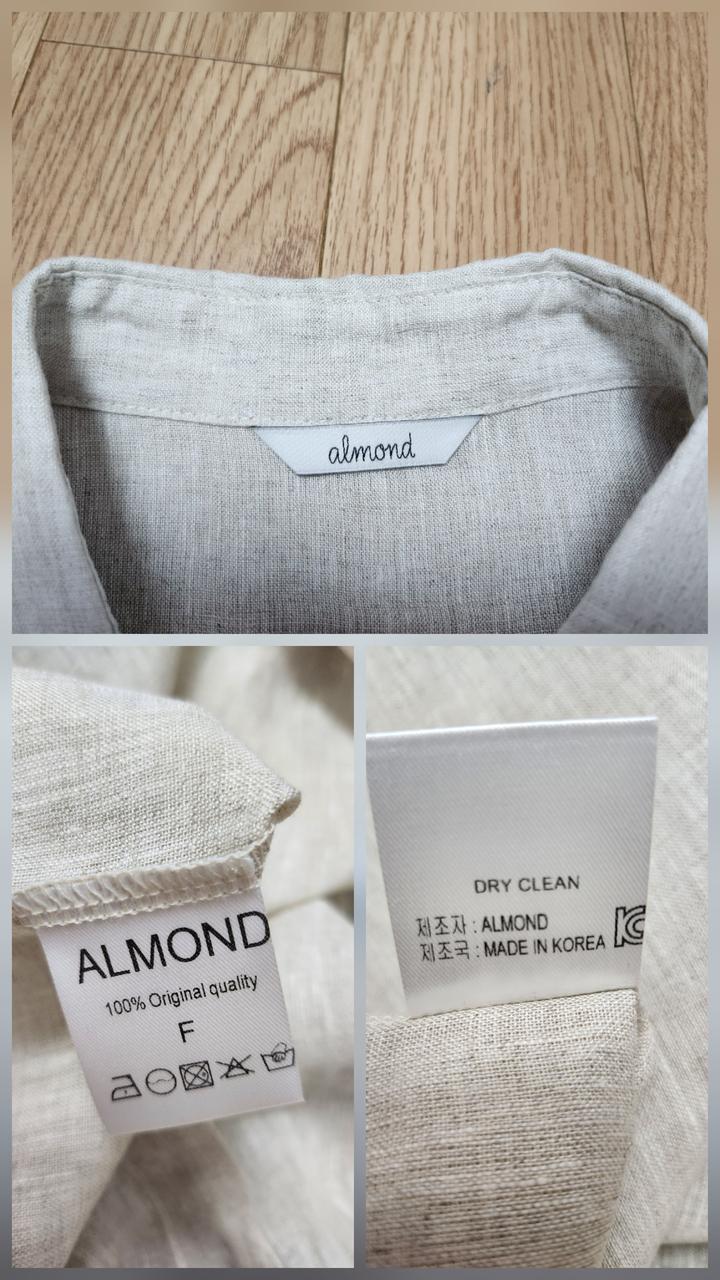 almond
ALMOND
100% Original quality
F
DRY CLEAN
제조자 : ALMOND
제조국 : MADE IN KOREA